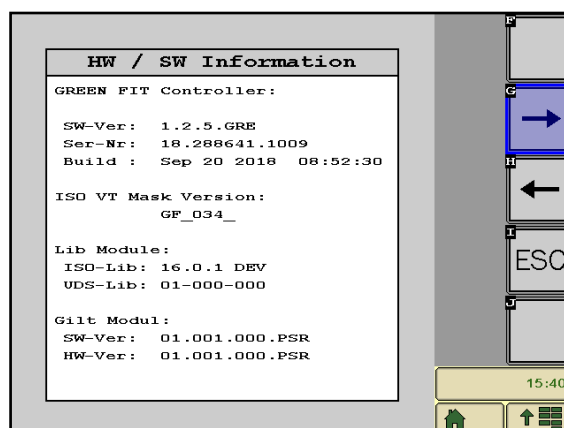 HW / SW Information
GREEN FIT Controller:
SW-Ver: 1.2.5.GRE
Ser-Nr: 18.288641.1009
Build : Sep 20 2018 08:52:30
ISO VT Mask Version:
GF_034_
Lib Module:
ISO-Lib: 16.0.1 DEV
UDS-Lib: 01-000-000
Gilt Modul:
SW-Ver: 01.001.000.PSR
HW-Ver: 01.001.000.PSR
F
G
H
I
ESC
J
15:40